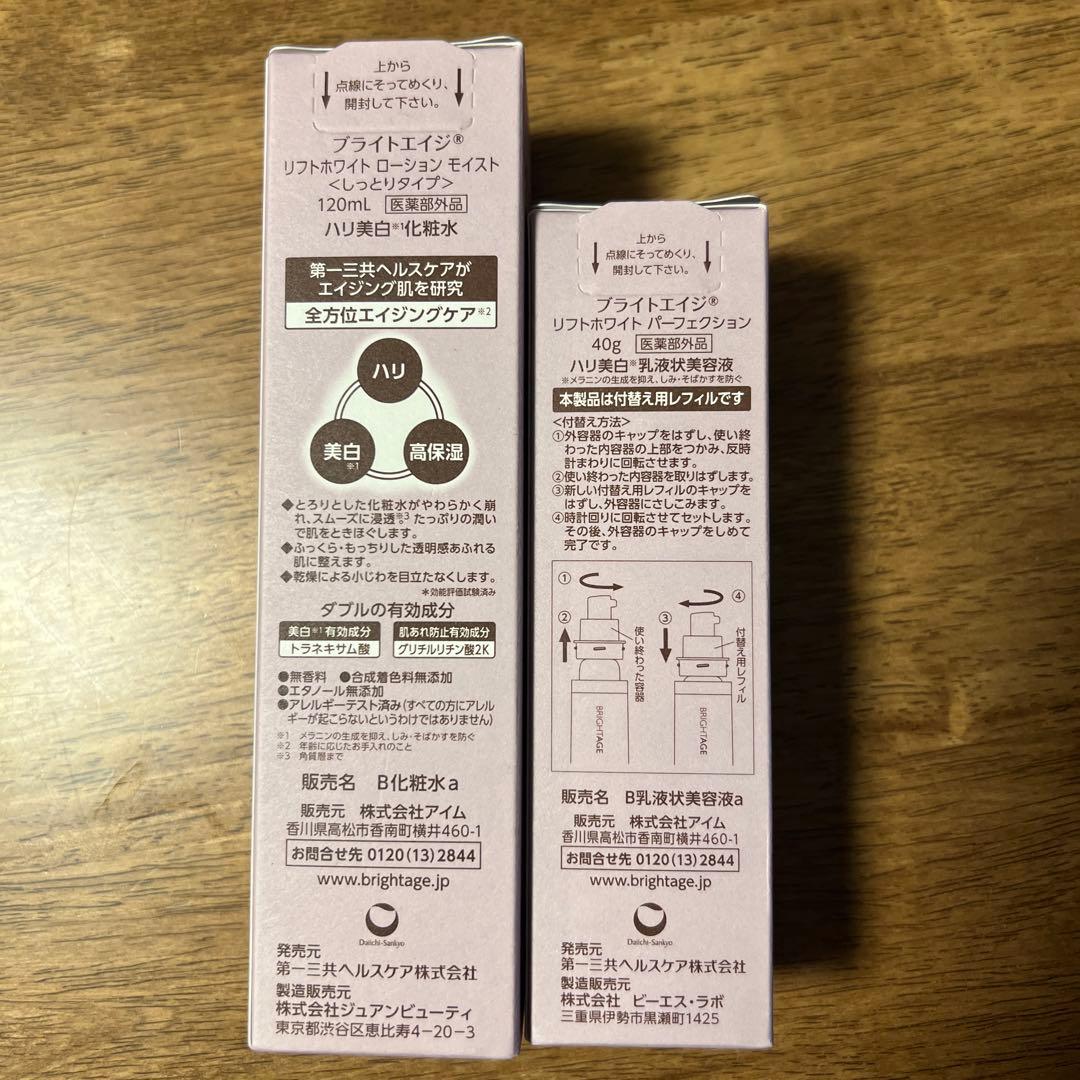 上から
点線にそってめくり、
開封して下さい。
ブライトエイジ®
リフトホワイト ローション モイスト
<しっとりタイプ>
120mL 医薬部外品
ハリ美白※1化粧水
第一三共ヘルスケアが
エイジング肌を研究
全方位エイジングケア※2
ハリ
美白※1
高保湿
◆とろりとした化粧水がやわらかく崩
れ、スムーズに浸透※3。たっぷりの潤い
で肌をときほぐします。
◆ふっくら・もっちりした透明感あふれる
肌に整えます。
◆乾燥による小じわを目立たなくします。
*効能評価試験済み
ダブルの有効成分
美白※1有効成分
トラネキサム酸
肌あれ防止有効成分
グリチルリチン酸2K
●無香料 ●合成着色料無添加
●エタノール無添加
●アレルギーテスト済み(すべての方にアレル
ギーが起こらないというわけではありません)
※1 メラニンの生成を抑え、しみ・そばかすを防ぐ
※2 年齢に応じたお手入れのこと
※3 角質層まで
販売名 B化粧水a
販売元 株式会社アイム
香川県高松市香南町横井460-1
お問合せ先 0120(13)2844
www.brightage.jp
Daiichi-Sankyo
発売元
第一三共ヘルスケア株式会社
製造販売元
株式会社ジュアンビューティ
東京都渋谷区恵比寿4-20-3
上から
点線にそってめくり、
開封して下さい。
ブライトエイジ®
リフトホワイト パーフェクション
40g 医薬部外品
ハリ美白※乳液状美容液
※メラニンの生成を抑え、しみ・そばかすを防ぐ
本製品は付替え用レフィルです
<付替え方法>
①外容器のキャップをはずし、使い終
わった内容器の上部をつかみ、反時
計まわりに回転させます。
②使い終わった内容器を取りはずします。
③新しい付替え用レフィルのキャップを
はずし、外容器にさしこみます。
④時計回りに回転させてセットします。
その後、外容器のキャップをしめて
完了です。
①
②
使い終わった容器
BRIGHTAGE
③
④
付替え用レフィル
BRIGHTAGE
販売名 B乳液状美容液a
販売元 株式会社アイム
香川県高松市香南町横井460-1
お問合せ先 0120(13)2844
www.brightage.jp
Daiichi-Sankyo
発売元
第一三共ヘルスケア株式会社
製造販売元
株式会社 ピーエス・ラボ
三重県伊勢市黒瀬町1425